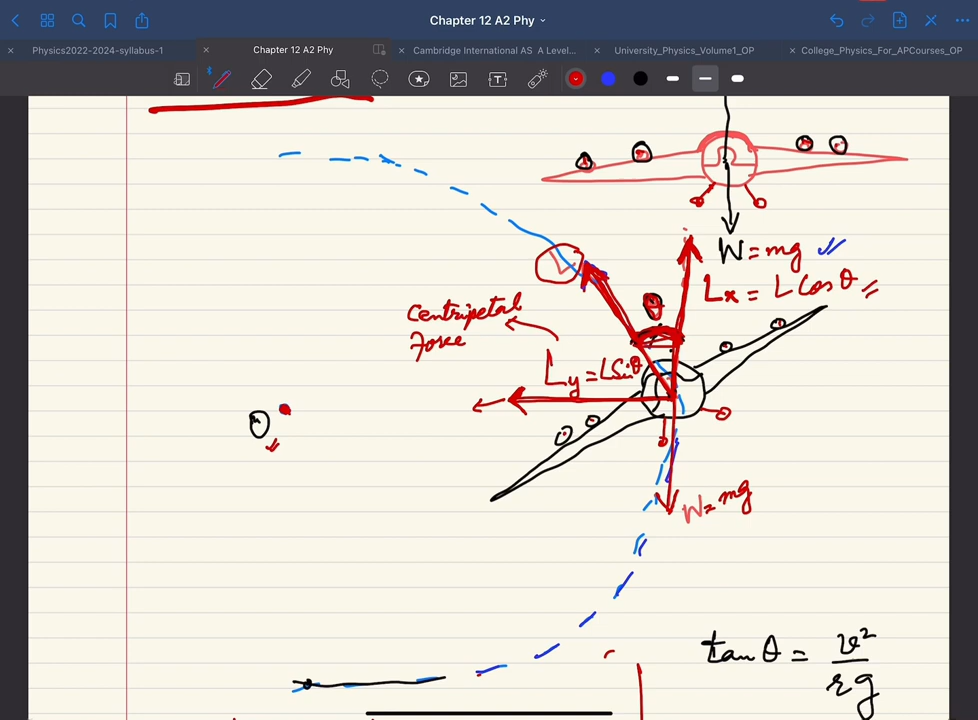 Chapter 12 A2 Phy
Physics2022-2024-syllabus-1
Chapter 12 A2 Phy
Cambridge International AS A Level...
University_Physics_Volume1_OP
College_Physics_For_APCourses_OP
T
W = mg
Lx = L Cos θ
θ
L
Centripetal
Force
Ly = L Sin θ
O
W = mg
tan θ = v²/rg